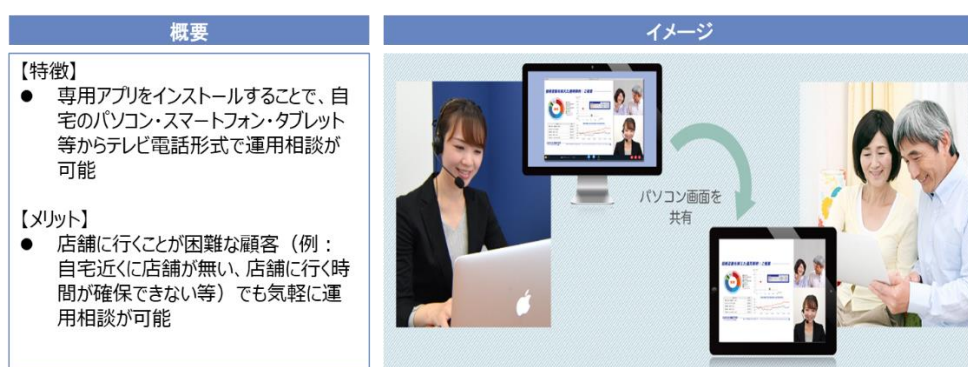 概要
【特徴】
● 専用アプリをインストールすることで、自
宅のパソコン・スマートフォン・タブレット
等からテレビ電話形式で運用相談が
可能
【メリット】
● 店舗に行くことが困難な顧客（例：
自宅近くに店舗が無い、店舗に行く時
間が確保できない等）でも気軽に運
用相談が可能
イメージ
パソコン画面を
共有